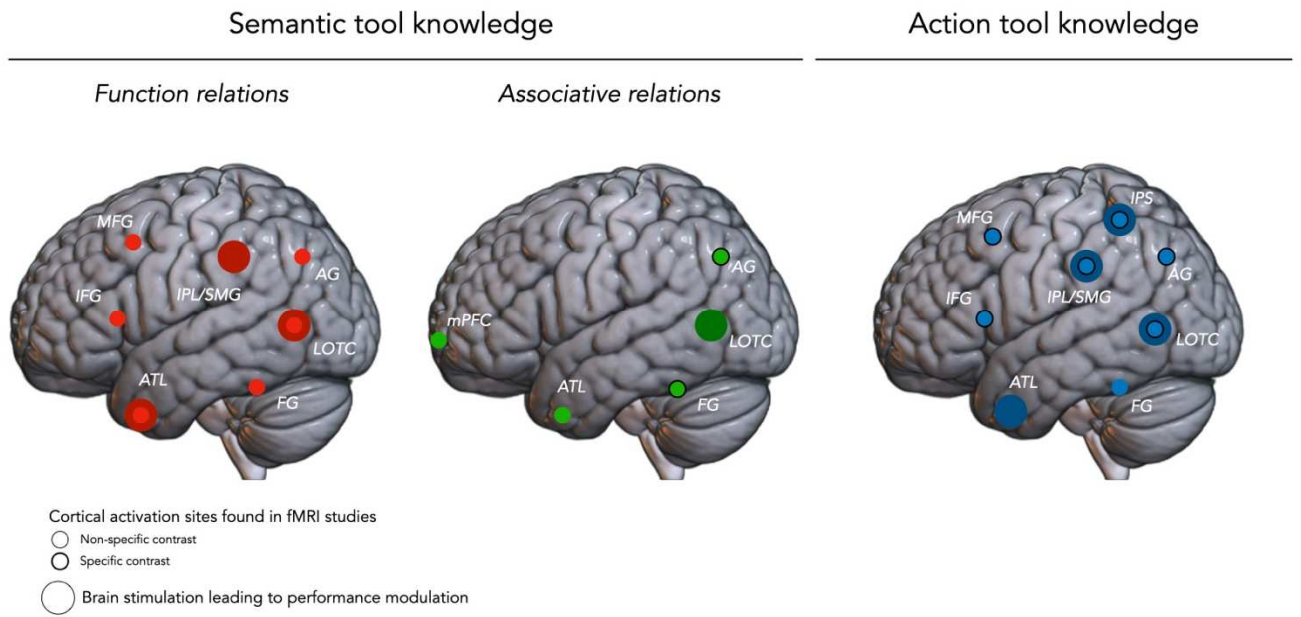 Semantic tool knowledge
Action tool knowledge
Function relations
Associative relations
MFG
IFG
IPL/SMG
AG
LOTC
ATL
FG
mPFC
AG
LOTC
ATL
FG
IPS
MFG
IFG
IPL/SMG
AG
LOTC
ATL
FG
Cortical activation sites found in fMRI studies
Non-specific contrast
Specific contrast
Brain stimulation leading to performance modulation